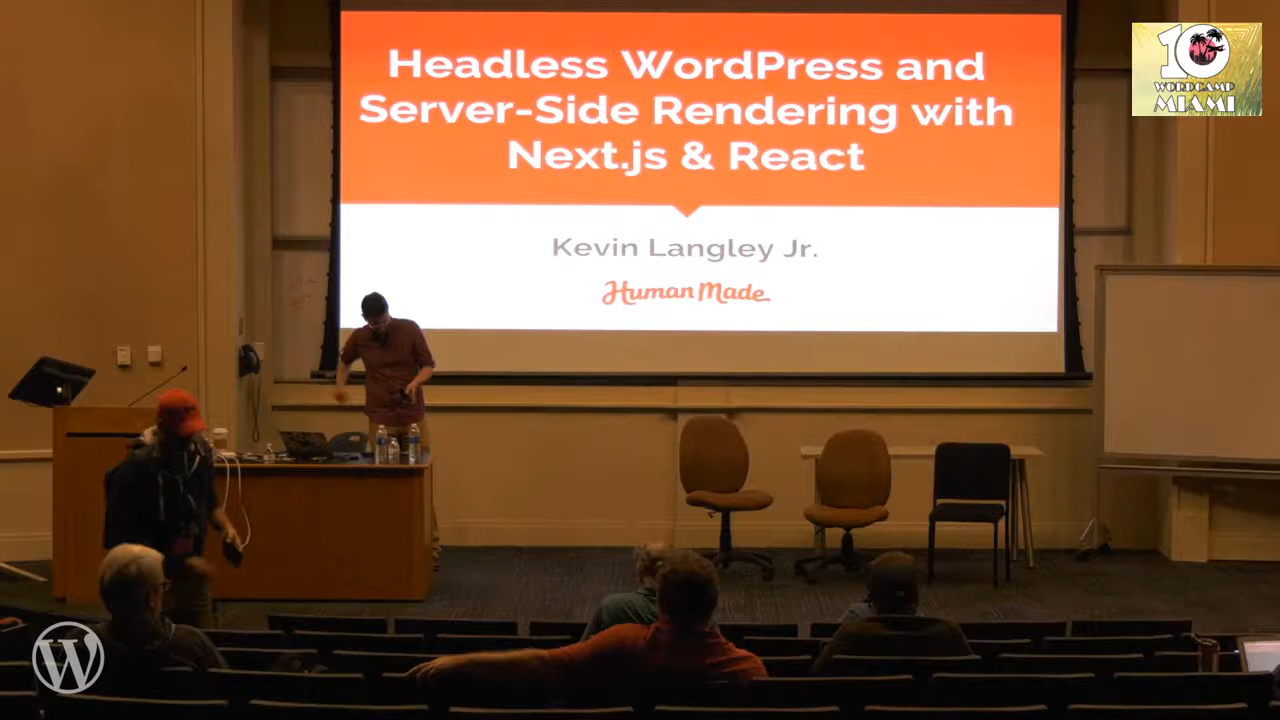 Headless WordPress and
Server-Side Rendering with
Next.js & React
Kevin Langley Jr.
Human Made
10
WORDCAMP
MIAMI
W